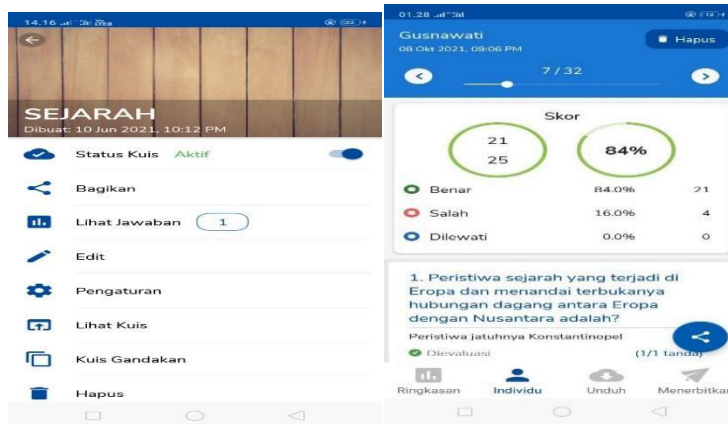 14.16
SEJARAH
Dibuat: 10 Jun 2021, 10:12 PM
Status Kuis Aktif
Bagikan
Lihat Jawaban 1
Edit
Pengaturan
Lihat Kuis
Kuis Gandakan
Hapus
01.28
Gusnawati
08 Okt 2021, 09:06 PM
Hapus
7 / 32
Skor
21
25
84%
Benar 84.0% 21
Salah 16.0% 4
Dilewati 0.0% 0
1. Peristiwa sejarah yang terjadi di
Eropa dan menandai terbukanya
hubungan dagang antara Eropa
dengan Nusantara adalah?
Peristiwa jatuhnya Konstantinopel
Dievaluasi (1/1 tanda)
Ringkasan Individu Unduh Menerbitkan